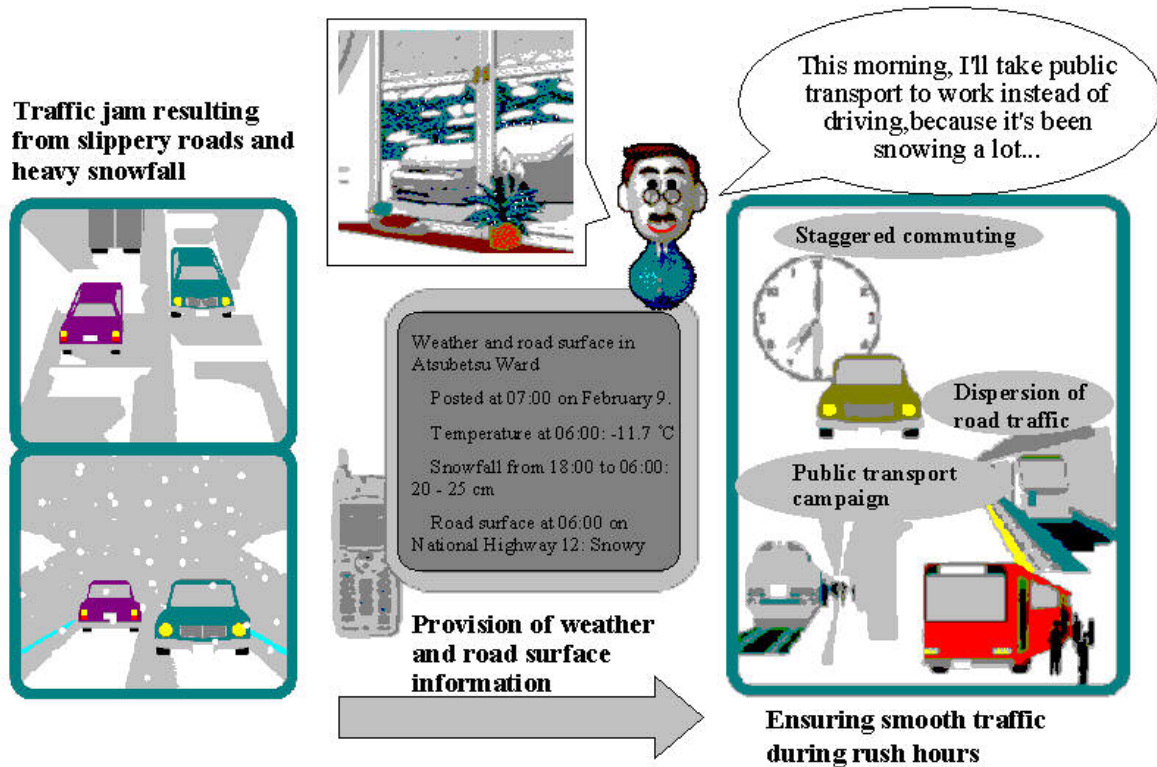 Traffic jam resulting
from slippery roads and
heavy snowfall
This morning, I'll take public
transport to work instead of
driving,because it's been
snowing a lot...
Weather and road surface in
Atsubetsu Ward
Posted at 07:00 on February 9.
Temperature at 06:00: -11.7 ℃
Snowfall from 18:00 to 06:00:
20 - 25 cm
Road surface at 06:00 on
National Highway 12: Snowy
Provision of weather
and road surface
information
Staggered commuting
Dispersion of
road traffic
Public transport
campaign
Ensuring smooth traffic
during rush hours